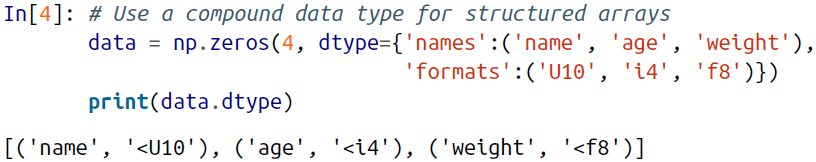 In[4]: # Use a compound data type for structured arrays
data = np.zeros(4, dtype={'names':('name', 'age', 'weight'),
'formats':('U10', 'i4', 'f8')})
print(data.dtype)
[('name', '<U10'), ('age', '<i4'), ('weight', '<f8')]